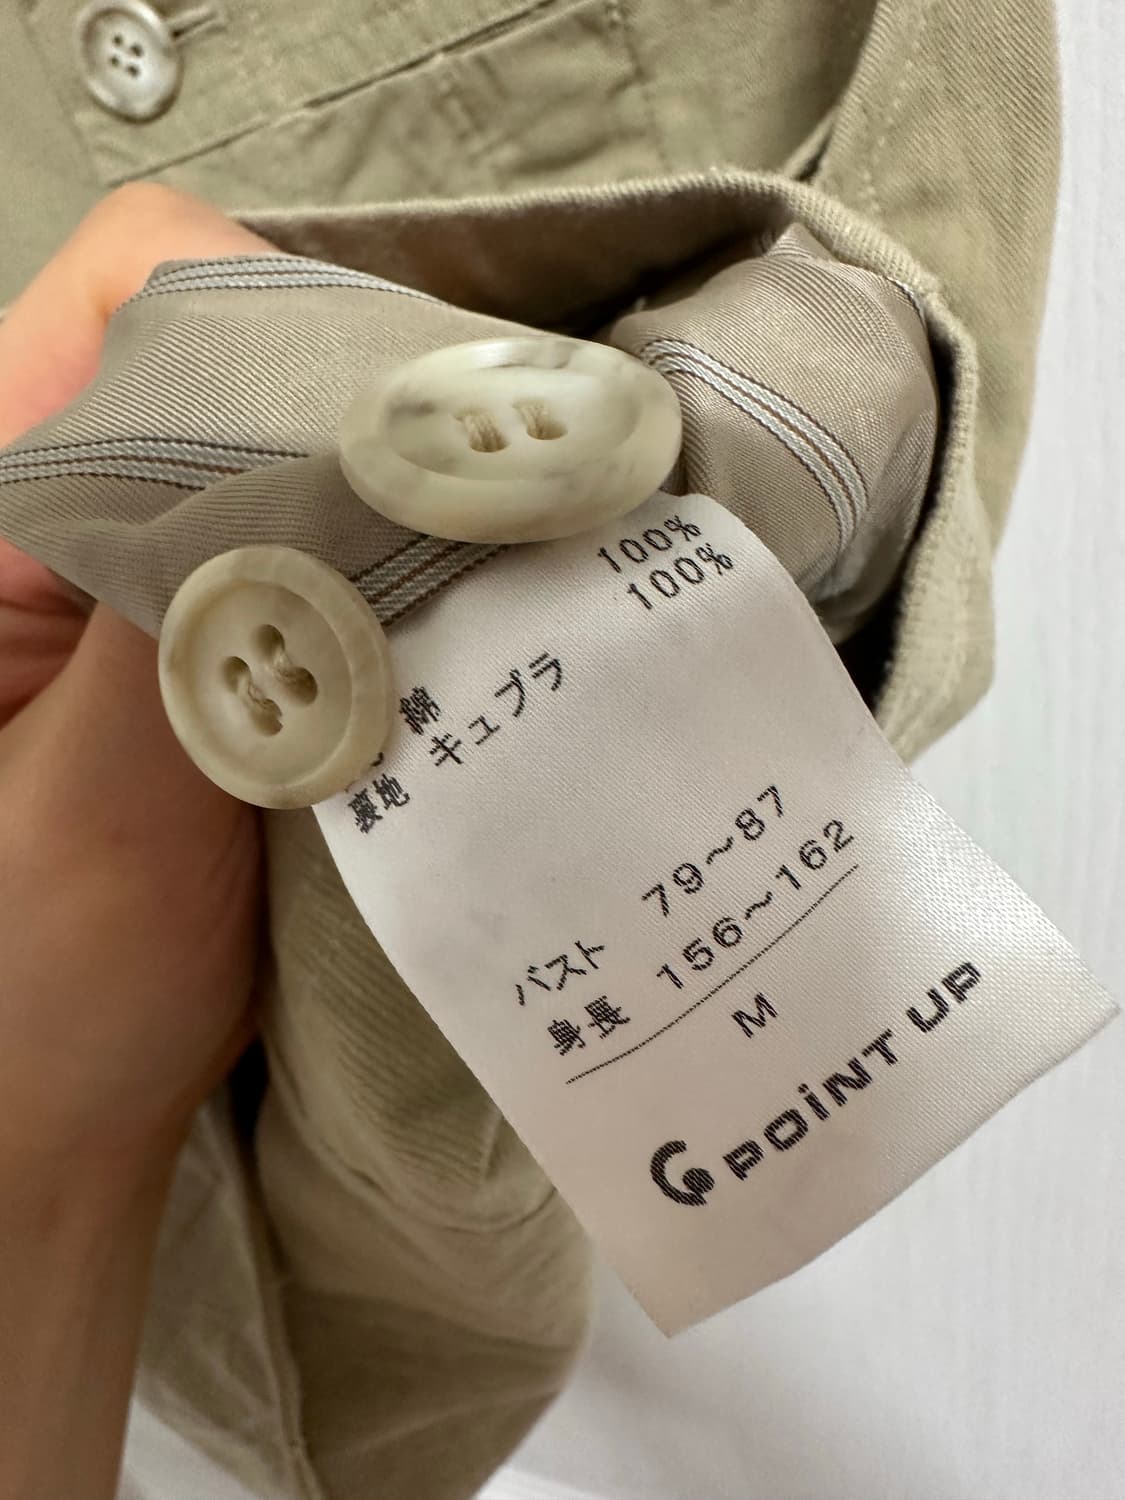 綿 100%
裏地 キュプラ 100%
バスト 79~87
身長 156~162
M
POINT UP